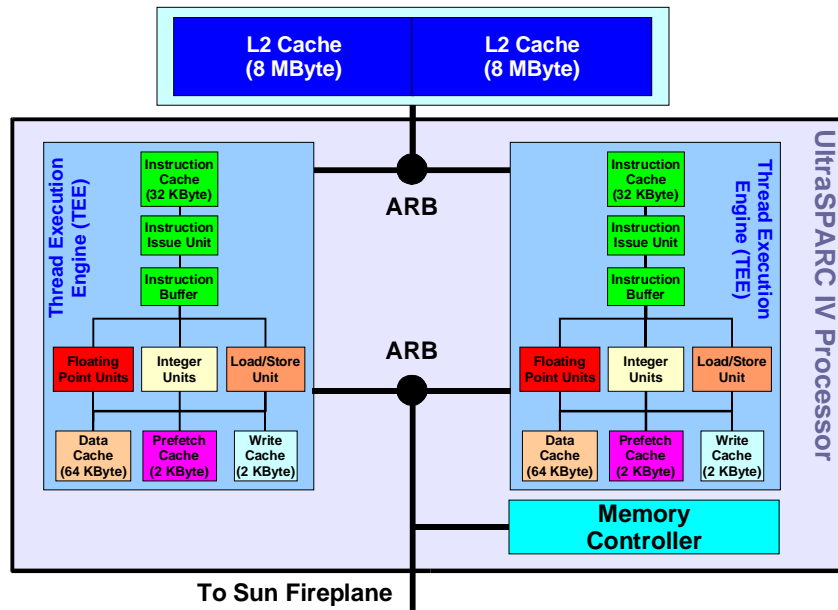 L2 Cache
(8 MByte)
L2 Cache
(8 MByte)
UltraSPARC IV Processor
Thread Execution
Engine (TEE)
Instruction
Cache
(32 KByte)
Instruction
Issue Unit
Instruction
Buffer
Floating
Point Units
Integer
Units
Load/Store
Unit
Data
Cache
(64 KByte)
Prefetch
Cache
(2 KByte)
Write
Cache
(2 KByte)
ARB
ARB
Thread Execution
Engine (TEE)
Instruction
Cache
(32 KByte)
Instruction
Issue Unit
Instruction
Buffer
Floating
Point Units
Integer
Units
Load/Store
Unit
Data
Cache
(64 KByte)
Prefetch
Cache
(2 KByte)
Write
Cache
(2 KByte)
Memory
Controller
To Sun Fireplane